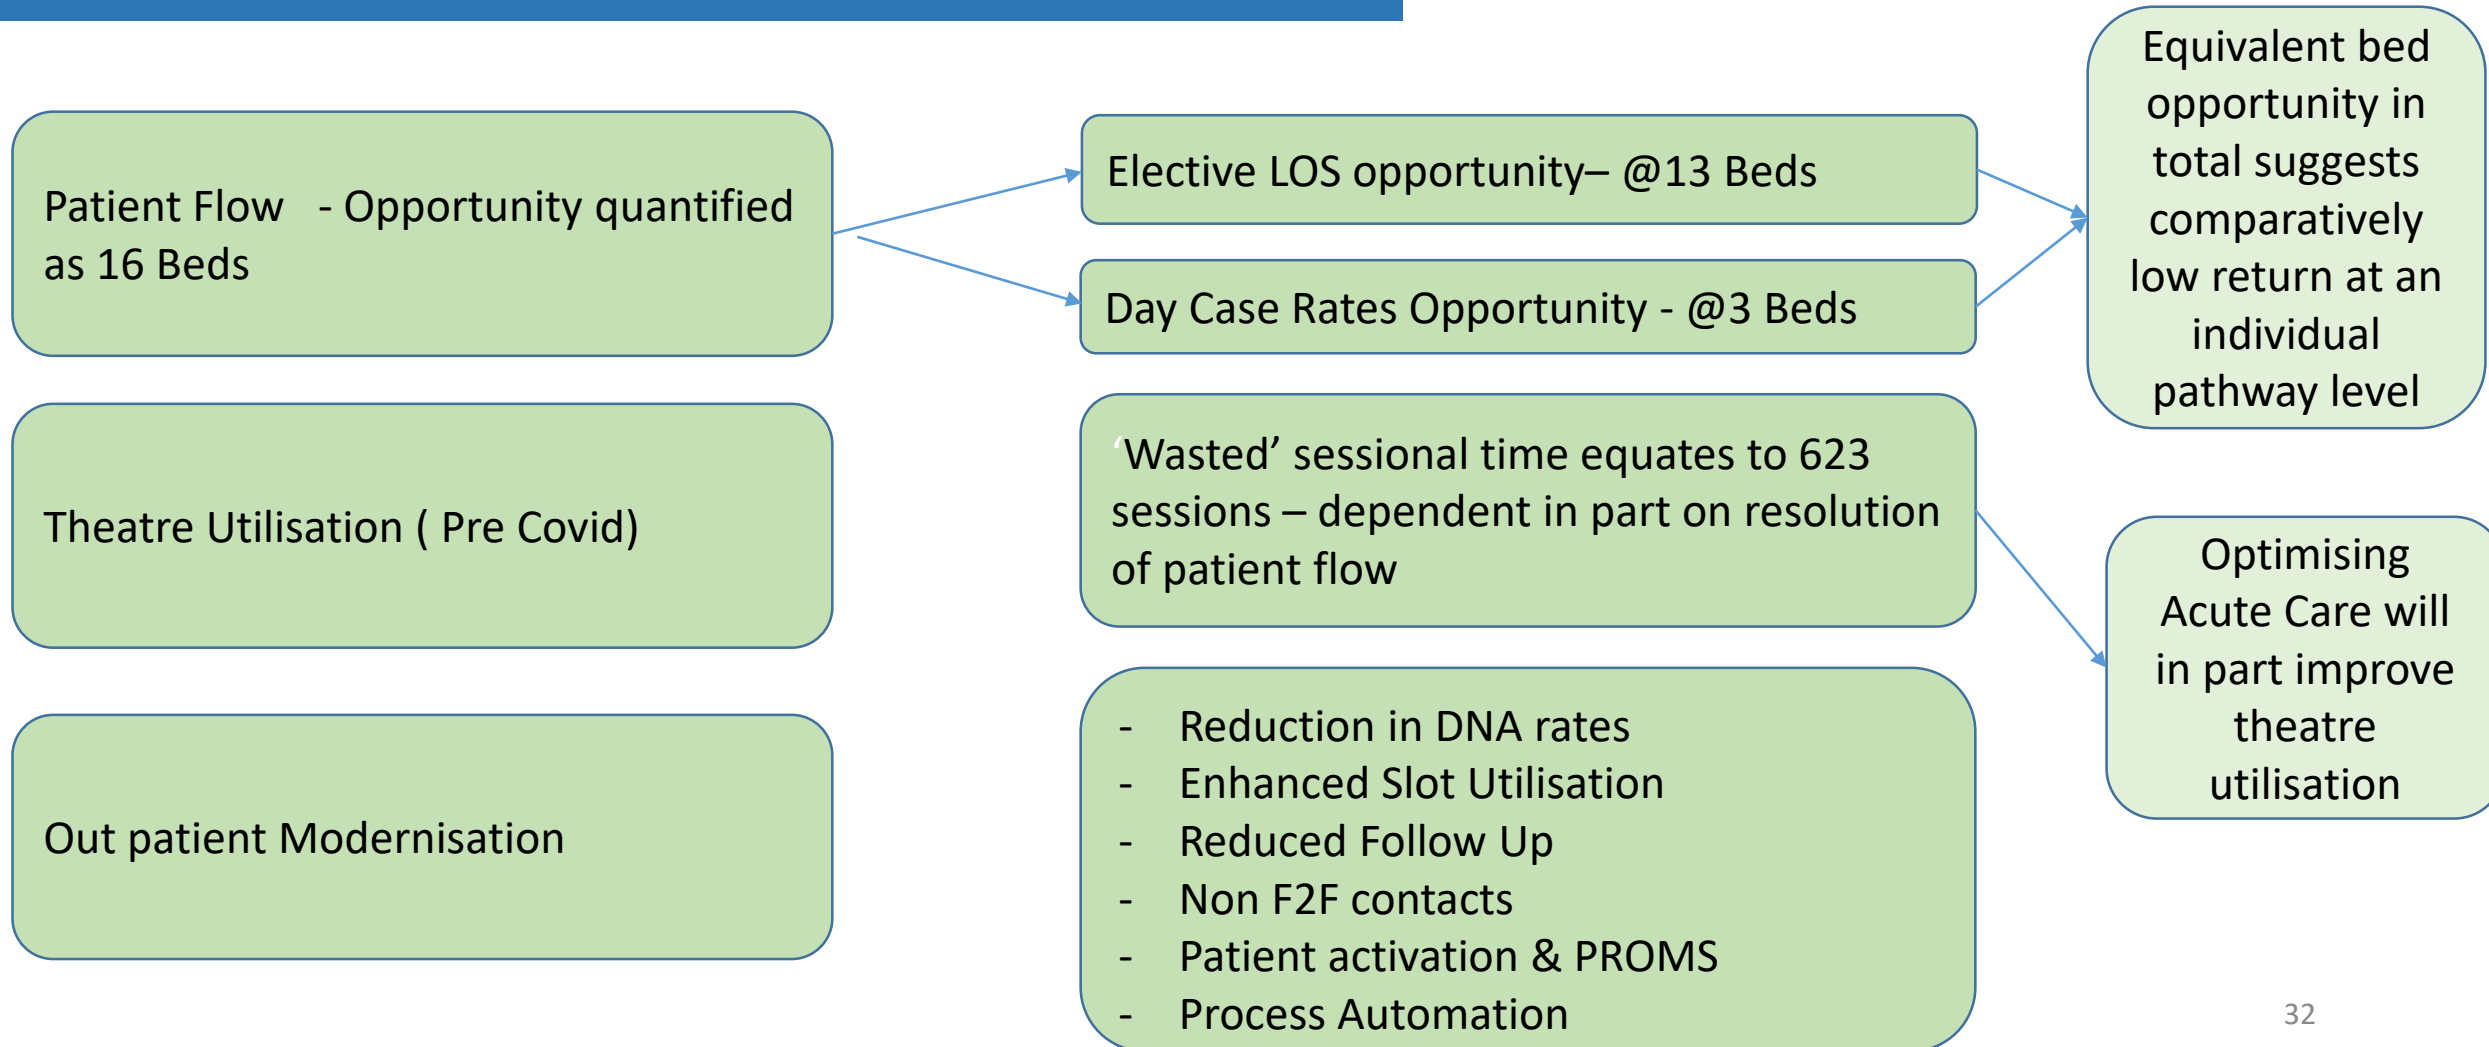 Patient Flow   - Opportunity quantified
as 16 Beds
Elective LOS opportunity– @13 Beds
Day Case Rates Opportunity - @3 Beds
Equivalent bed
opportunity in
total suggests
comparatively
low return at an
individual
pathway level
Theatre Utilisation ( Pre Covid)
‘Wasted’ sessional time equates to 623
sessions – dependent in part on resolution
of patient flow
Optimising
Acute Care will
in part improve
theatre
utilisation
Out patient Modernisation
- Reduction in DNA rates
- Enhanced Slot Utilisation
- Reduced Follow Up
- Non F2F contacts
- Patient activation & PROMS
- Process Automation
32